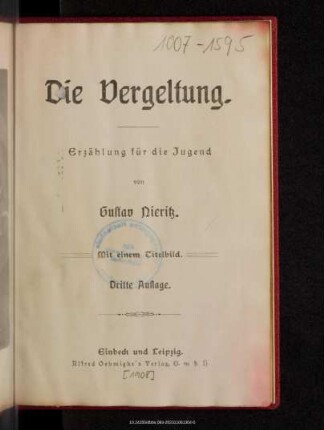 1007-1595
Die Vergeltung.
Erzählung für die Jugend
von
Gustav Nieritz.
Mit einem Titelbild.
Dritte Auflage.
Einbeck und Leipzig.
Alfred Oehmigke's Verlag, G. m. b. H
[1908]